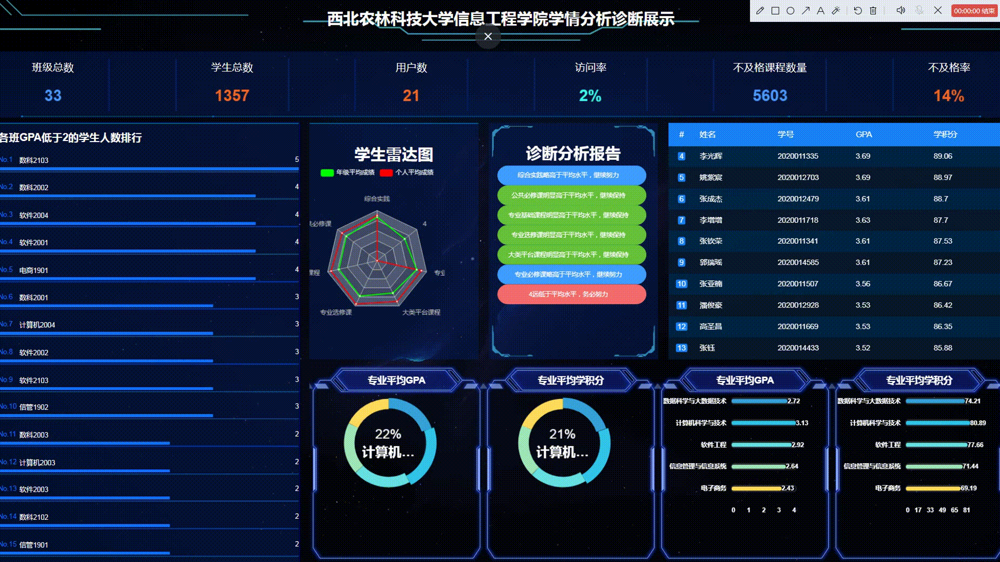 西北农林科技大学信息工程学院学情分析诊断展示
00:00:00 结束
班级总数
33
学生总数
1357
用户数
21
访问率
2%
不及格课程数量
5603
不及格率
14%
各班GPA低于2的学生人数排行
No.1 数科2103 5
No.2 数科2002 4
No.3 软件2004 4
No.4 软件2001 4
No.5 电商1901 4
No.6 数科2001 3
No.7 计算机2004 3
No.8 软件2002 3
No.9 软件2103 3
No.10 信管1902 3
No.11 数科2003 2
No.12 计算机2003 2
No.13 软件2003 2
No.14 数科2102 2
No.15 信管1901 2
学生雷达图
年级平均成绩 个人平均成绩
综合实践
共必修课
4
课程
专业
专业选修课
大类平台课程
诊断分析报告
综合实践略高于平均水平，继续努力
公共必修课明显高于平均水平，继续保持
专业基础课程明显高于平均水平，继续保持
专业选修课明显高于平均水平，继续保持
大类平台课程明显高于平均水平，继续保持
专业必修课略高于平均水平，继续努力
4远低于平均水平，务必努力
# 姓名 学号 GPA 学积分
4 李光辉 2020011335 3.69 89.06
5 姚紫宸 2020012703 3.69 88.97
6 张成杰 2020012479 3.61 88.7
7 李增增 2020011718 3.63 87.7
8 张钦荣 2020011341 3.61 87.53
9 郭瑞瑶 2020014585 3.61 87.23
10 张亚楠 2020011507 3.56 86.67
11 潘俊豪 2020012928 3.53 86.42
12 高圣昌 2020011669 3.53 86.35
13 张钰 2020014433 3.52 85.88
专业平均GPA
22%
计算机...
专业平均学积分
21%
计算机...
专业平均GPA
数据科学与大数据技术 2.72
计算机科学与技术 3.13
软件工程 2.92
信息管理与信息系统 2.64
电子商务 2.43
0 1 2 3 4
专业平均学积分
数据科学与大数据技术 74.21
计算机科学与技术 80.89
软件工程 77.66
信息管理与信息系统 71.44
电子商务 69.19
0 17 33 49 65 81